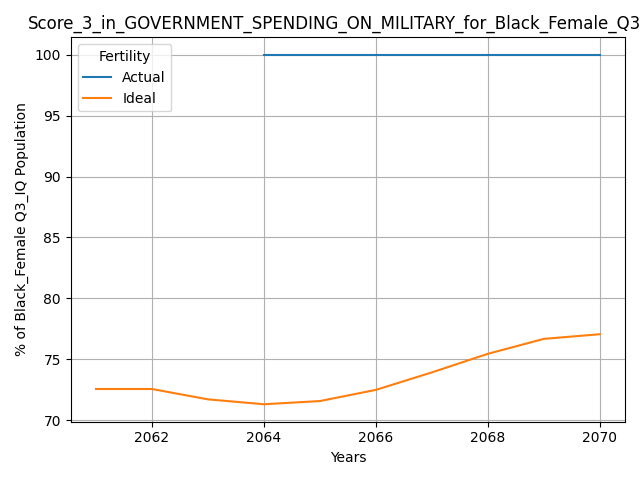 Score_3_in_GOVERNMENT_SPENDING_ON_MILITARY_for_Black_Female_Q3
Fertility
Actual
Ideal
% of Black_Female Q3_IQ Population
100
95
90
85
80
75
70
2062 2064 2066 2068 2070
Years